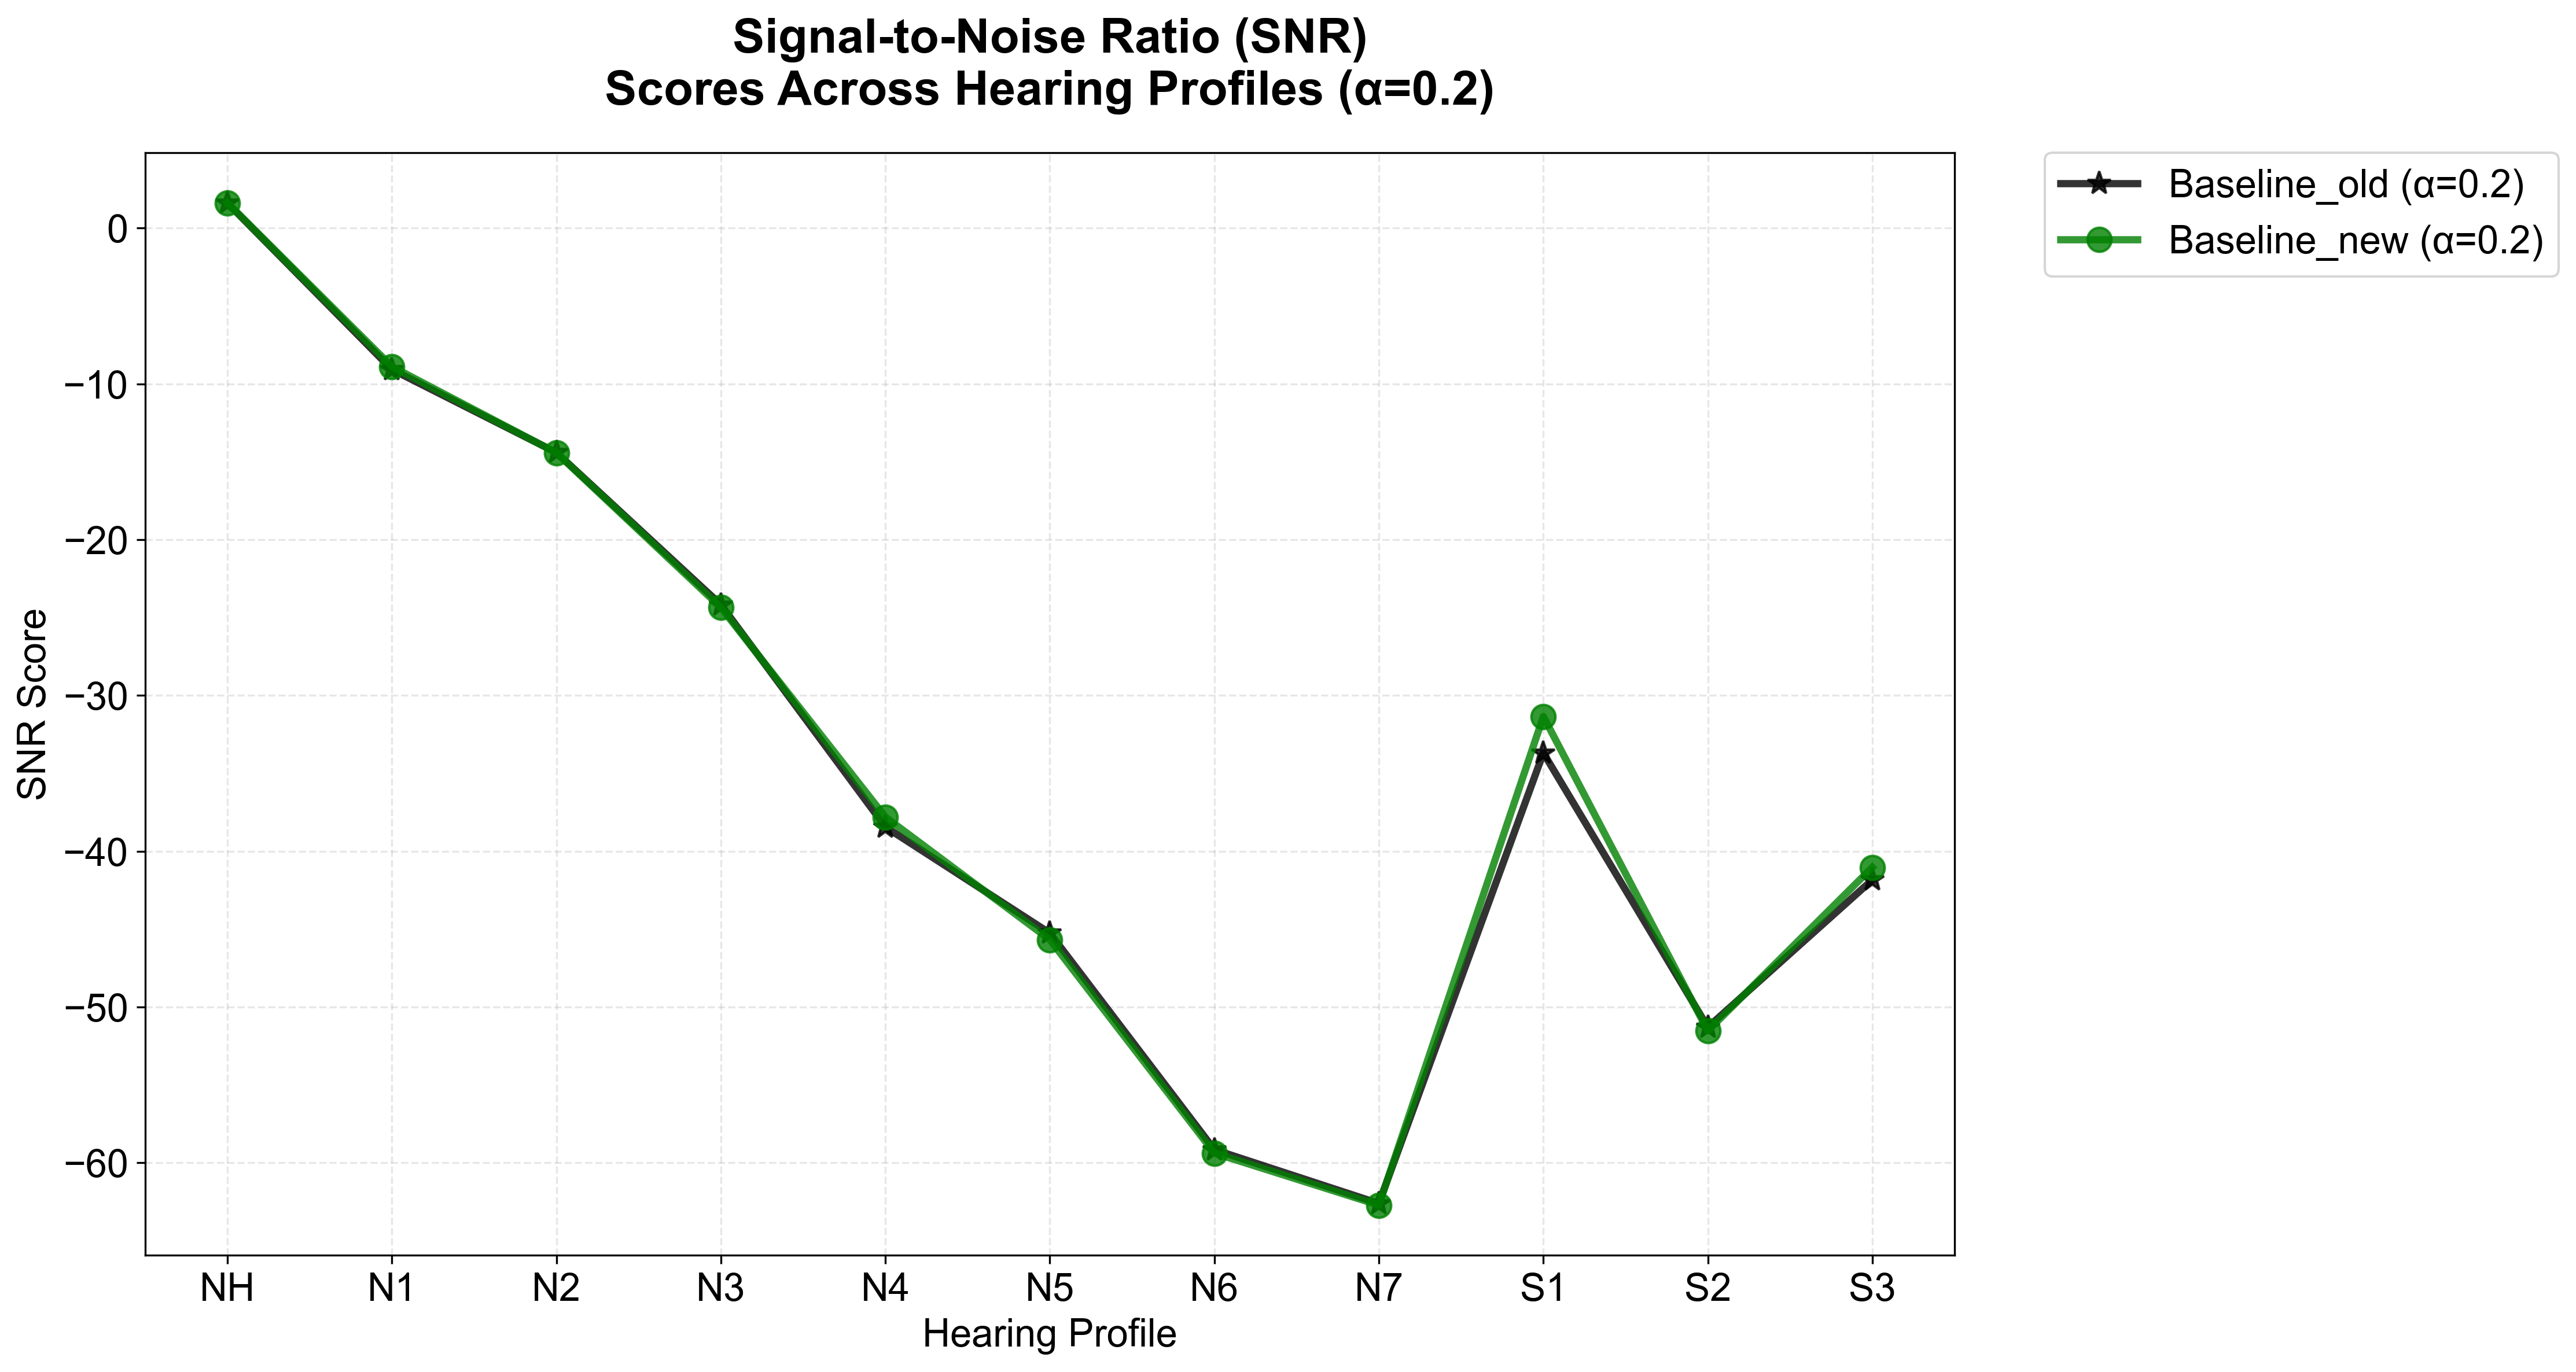 Signal-to-Noise Ratio (SNR)
Scores Across Hearing Profiles (α=0.2)
Baseline_old (α=0.2)
Baseline_new (α=0.2)
SNR Score
0
−10
−20
−30
−40
−50
−60
NH N1 N2 N3 N4 N5 N6 N7 S1 S2 S3
Hearing Profile